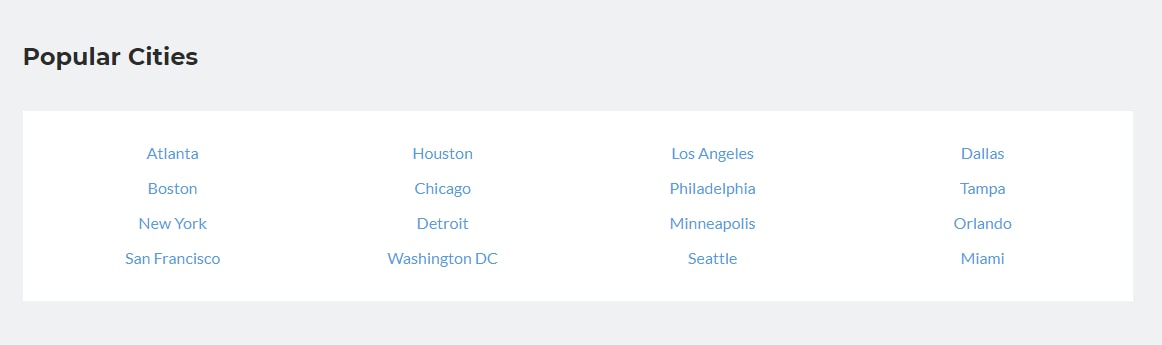 Popular Cities
Atlanta Houston Los Angeles Dallas
Boston Chicago Philadelphia Tampa
New York Detroit Minneapolis Orlando
San Francisco Washington DC Seattle Miami